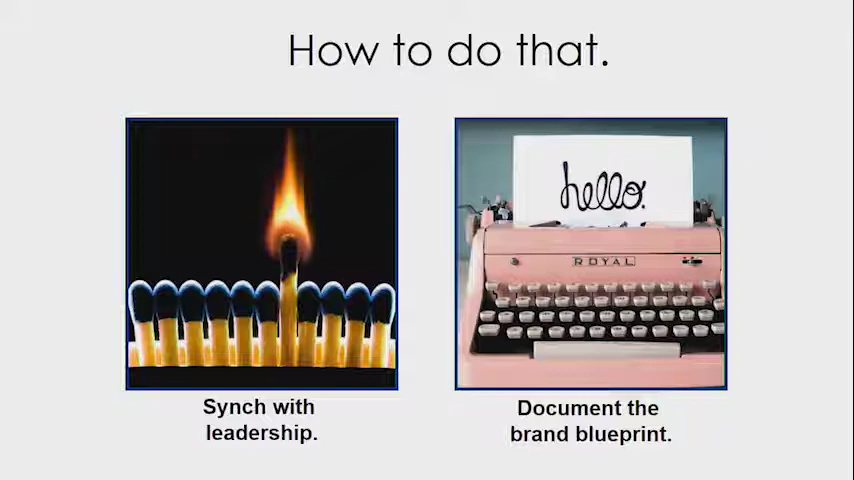 How to do that.
hello.
ROYAL
Synch with
leadership.
Document the
brand blueprint.